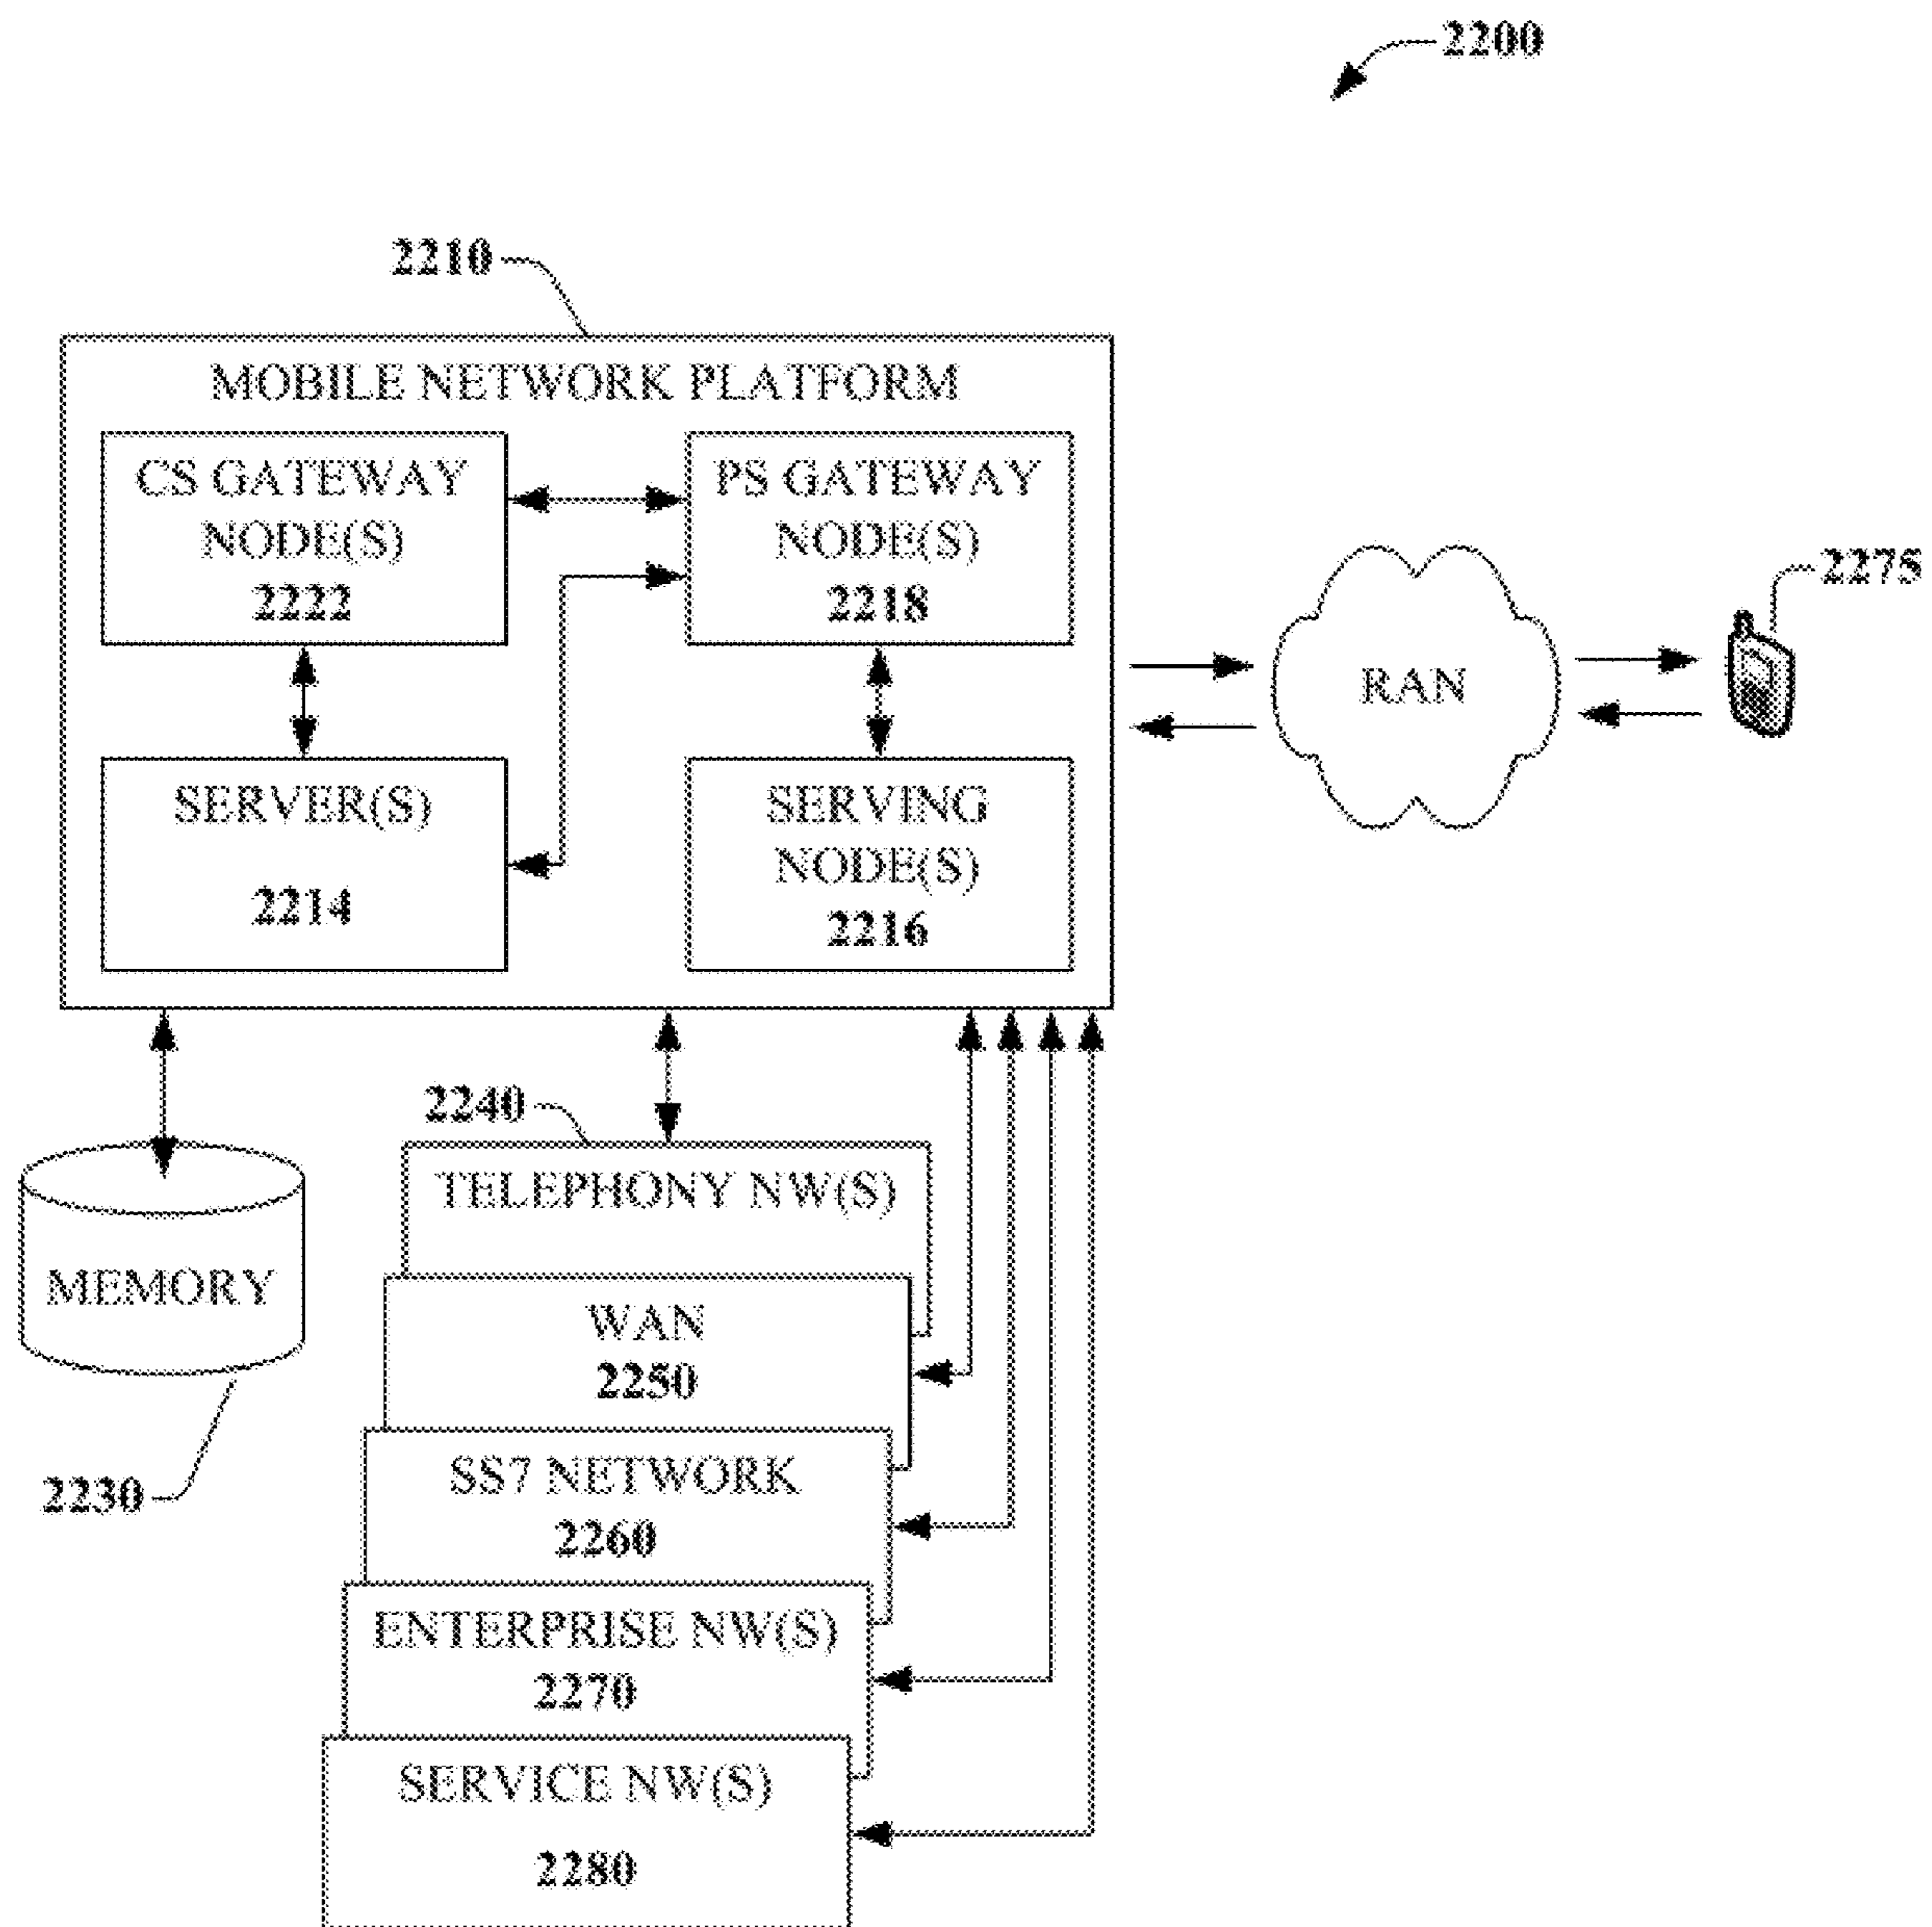 2200
2210
MOBILE NETWORK PLATFORM
CS GATEWAY
NODE(S)
2222
PS GATEWAY
NODE(S)
2218
SERVER(S)
2214
SERVING
NODE(S)
2216
RAN
2275
2240
TELEPHONY NW(S)
MEMORY
2230
WAN
2250
SS7 NETWORK
2260
ENTERPRISE NW(S)
2270
SERVICE NW(S)
2280